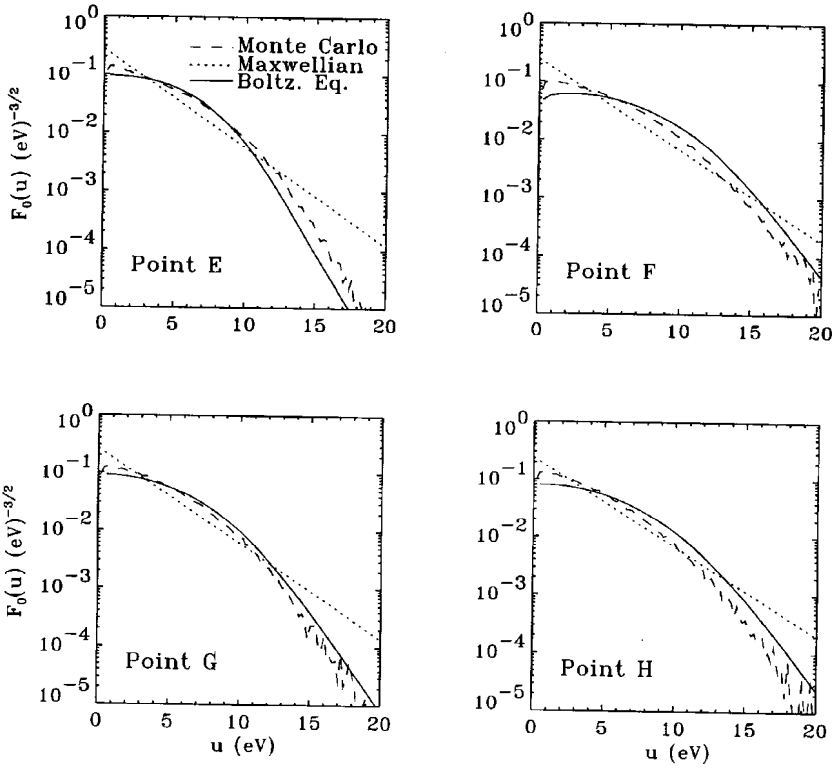 10^0
10^-1
10^-2
10^-3
10^-4
10^-5
F_0(u) (eV)^-3/2
Monte Carlo
Maxwellian
Boltz. Eq.
Point E
0 5 10 15 20
10^0
10^-1
10^-2
10^-3
10^-4
10^-5
Point F
0 5 10 15 20
10^0
10^-1
10^-2
10^-3
10^-4
10^-5
F_0(u) (eV)^-3/2
Point G
0 5 10 15 20
u (eV)
10^0
10^-1
10^-2
10^-3
10^-4
10^-5
Point H
0 5 10 15 20
u (eV)